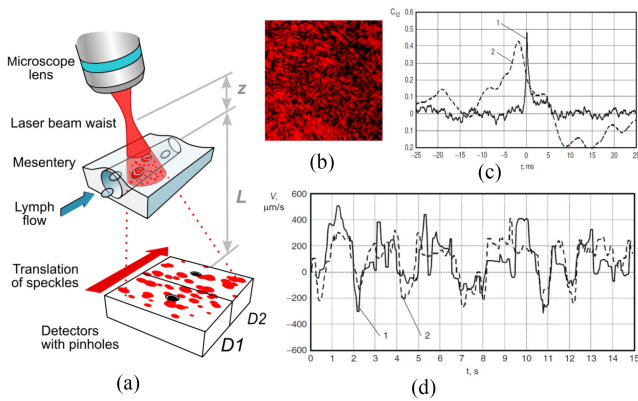 Microscope
lens
Laser beam waist
Mesentery
Lymph
flow
Translation
of speckles
Detectors
with pinholes
z
L
D1
D2
(a)
(b)
C12
0.6
0.5
0.4
0.3
0.2
0.1
0
0.1
0.2
1
2
−25 −20 −15 −10 −5 0 5 10 15 20 25
τ, ms
(c)
V,
μm/s
600
400
200
0
−200
−400
−600
1
2
0 1 2 3 4 5 6 7 8 9 10 11 12 13 14 15
t, s
(d)